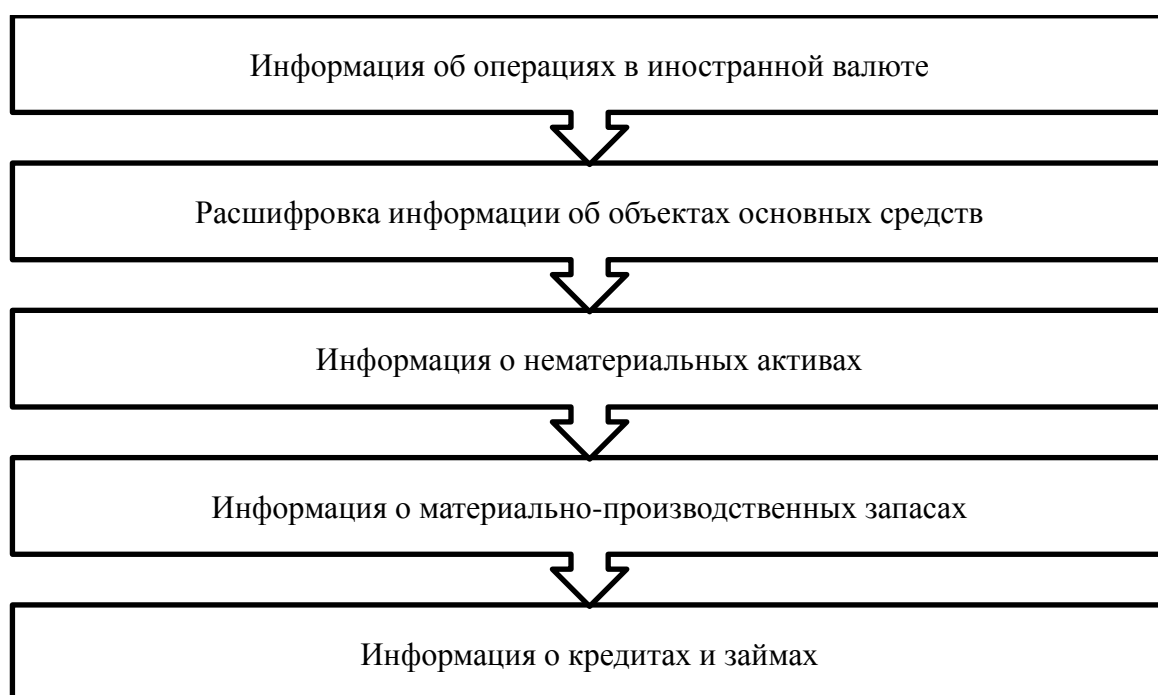 Информация об операциях в иностранной валюте
Расшифровка информации об объектах основных средств
Информация о нематериальных активах
Информация о материально-производственных запасах
Информация о кредитах и займах